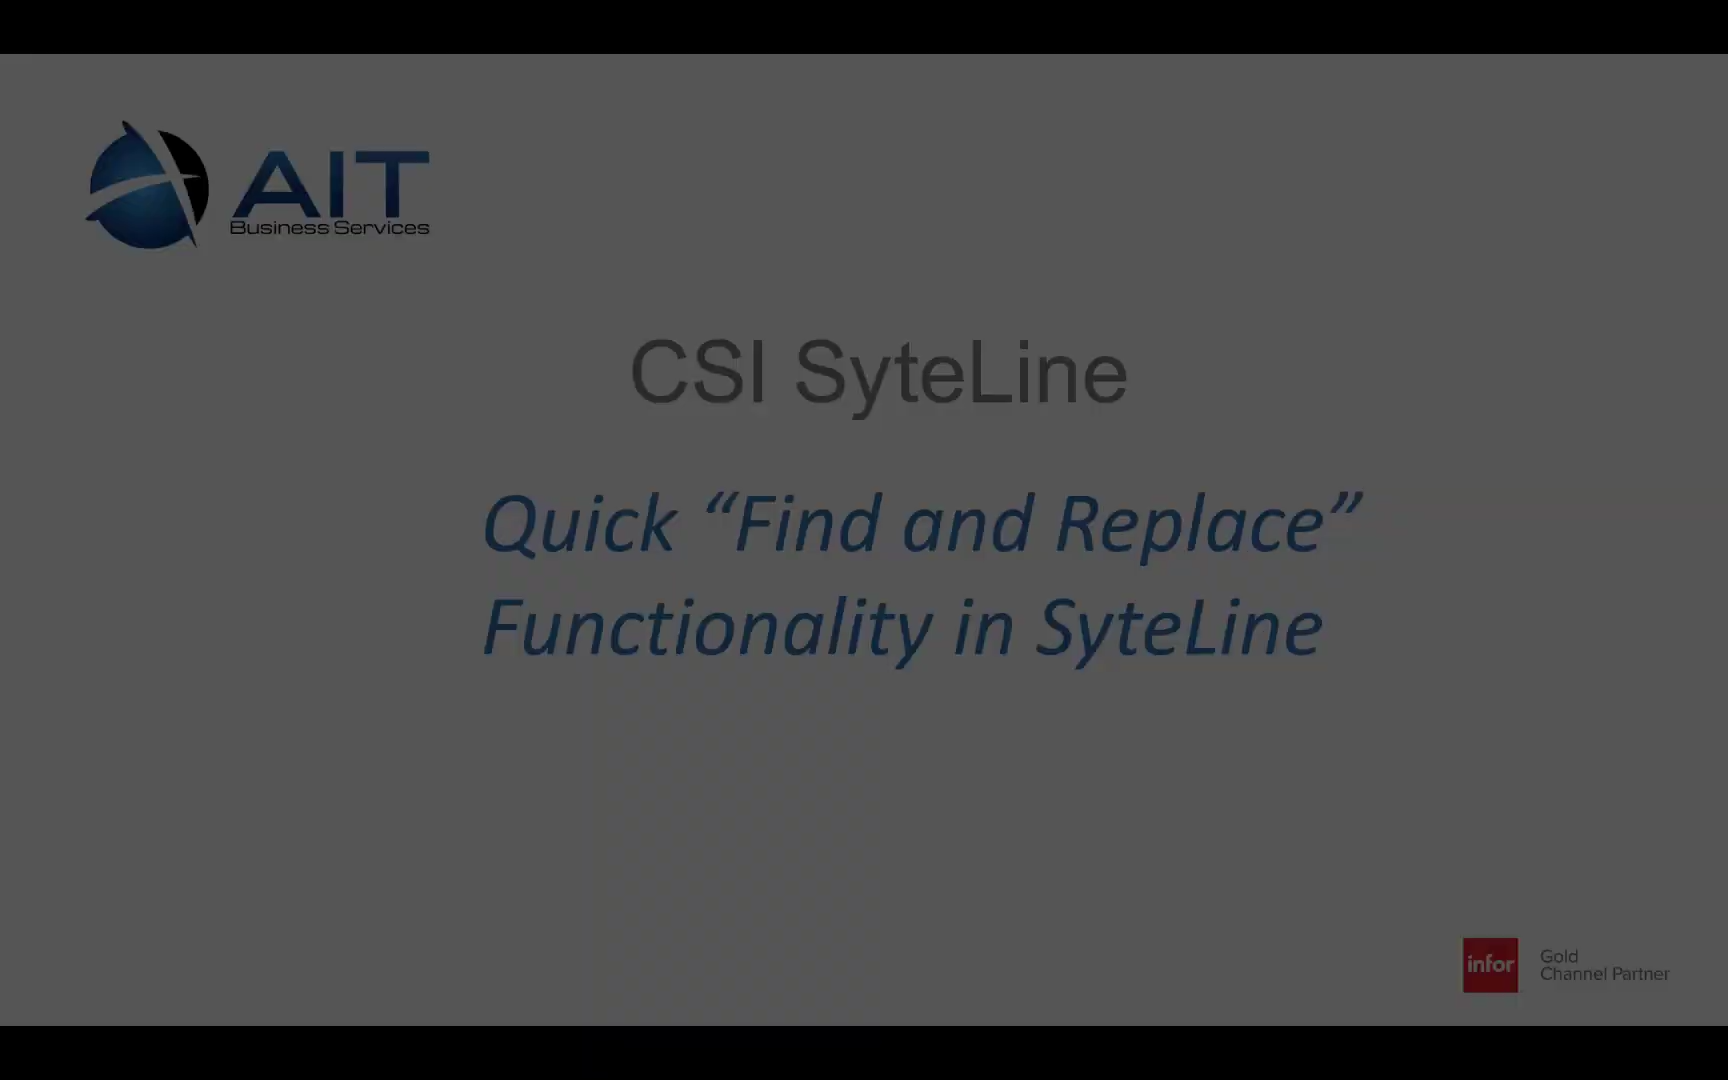 AIT
Business Services
CSI SyteLine
Quick “Find and Replace”
Functionality in SyteLine
infor
Gold
Channel Partner